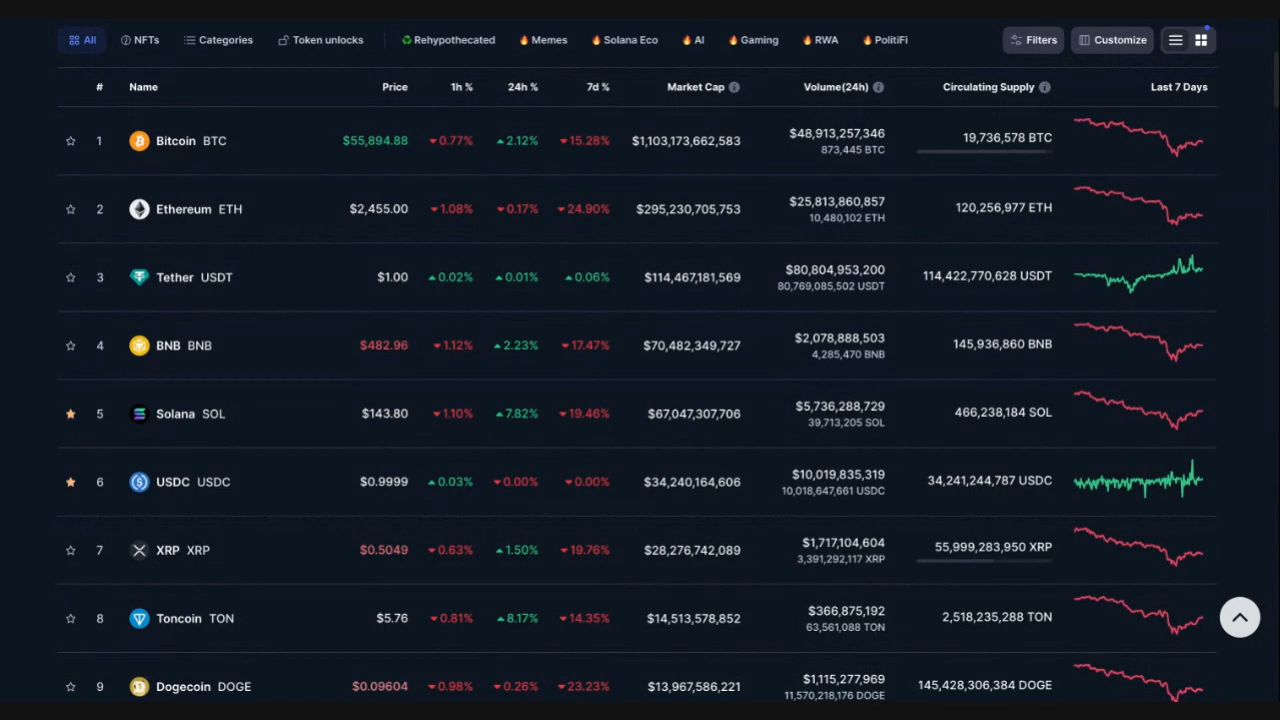 All NFTs Categories Token unlocks Rehypothecated Memes Solana Eco AI Gaming RWA PolitiFi Filters Customize
# Name Price 1h % 24h % 7d % Market Cap Volume(24h) Circulating Supply Last 7 Days
1 Bitcoin BTC $55,894.88 0.77% 2.12% 15.28% $1,103,173,662,583 $48,913,257,346 19,736,578 BTC
873,445 BTC
2 Ethereum ETH $2,455.00 1.08% 0.17% 24.90% $295,230,705,753 $25,813,860,857 120,256,977 ETH
10,480,102 ETH
3 Tether USDT $1.00 0.02% 0.01% 0.06% $114,467,181,569 $80,804,953,200 114,422,770,628 USDT
80,769,085,502 USDT
4 BNB BNB $482.96 1.12% 2.23% 17.47% $70,482,349,727 $2,078,888,503 145,936,860 BNB
4,285,470 BNB
5 Solana SOL $143.80 1.10% 7.82% 19.46% $67,047,307,706 $5,736,288,729 466,238,184 SOL
39,713,205 SOL
6 USDC USDC $0.9999 0.03% 0.00% 0.00% $34,240,164,606 $10,019,835,319 34,241,244,787 USDC
10,018,647,661 USDC
7 XRP XRP $0.5049 0.63% 1.50% 19.76% $28,276,742,089 $1,717,104,604 55,999,283,950 XRP
3,391,292,117 XRP
8 Toncoin TON $5.76 0.81% 8.17% 14.35% $14,513,578,852 $366,875,192 2,518,235,288 TON
63,561,088 TON
9 Dogecoin DOGE $0.09604 0.98% 0.26% 23.23% $13,967,586,221 $1,115,277,969 145,428,306,384 DOGE
11,570,218,176 DOGE